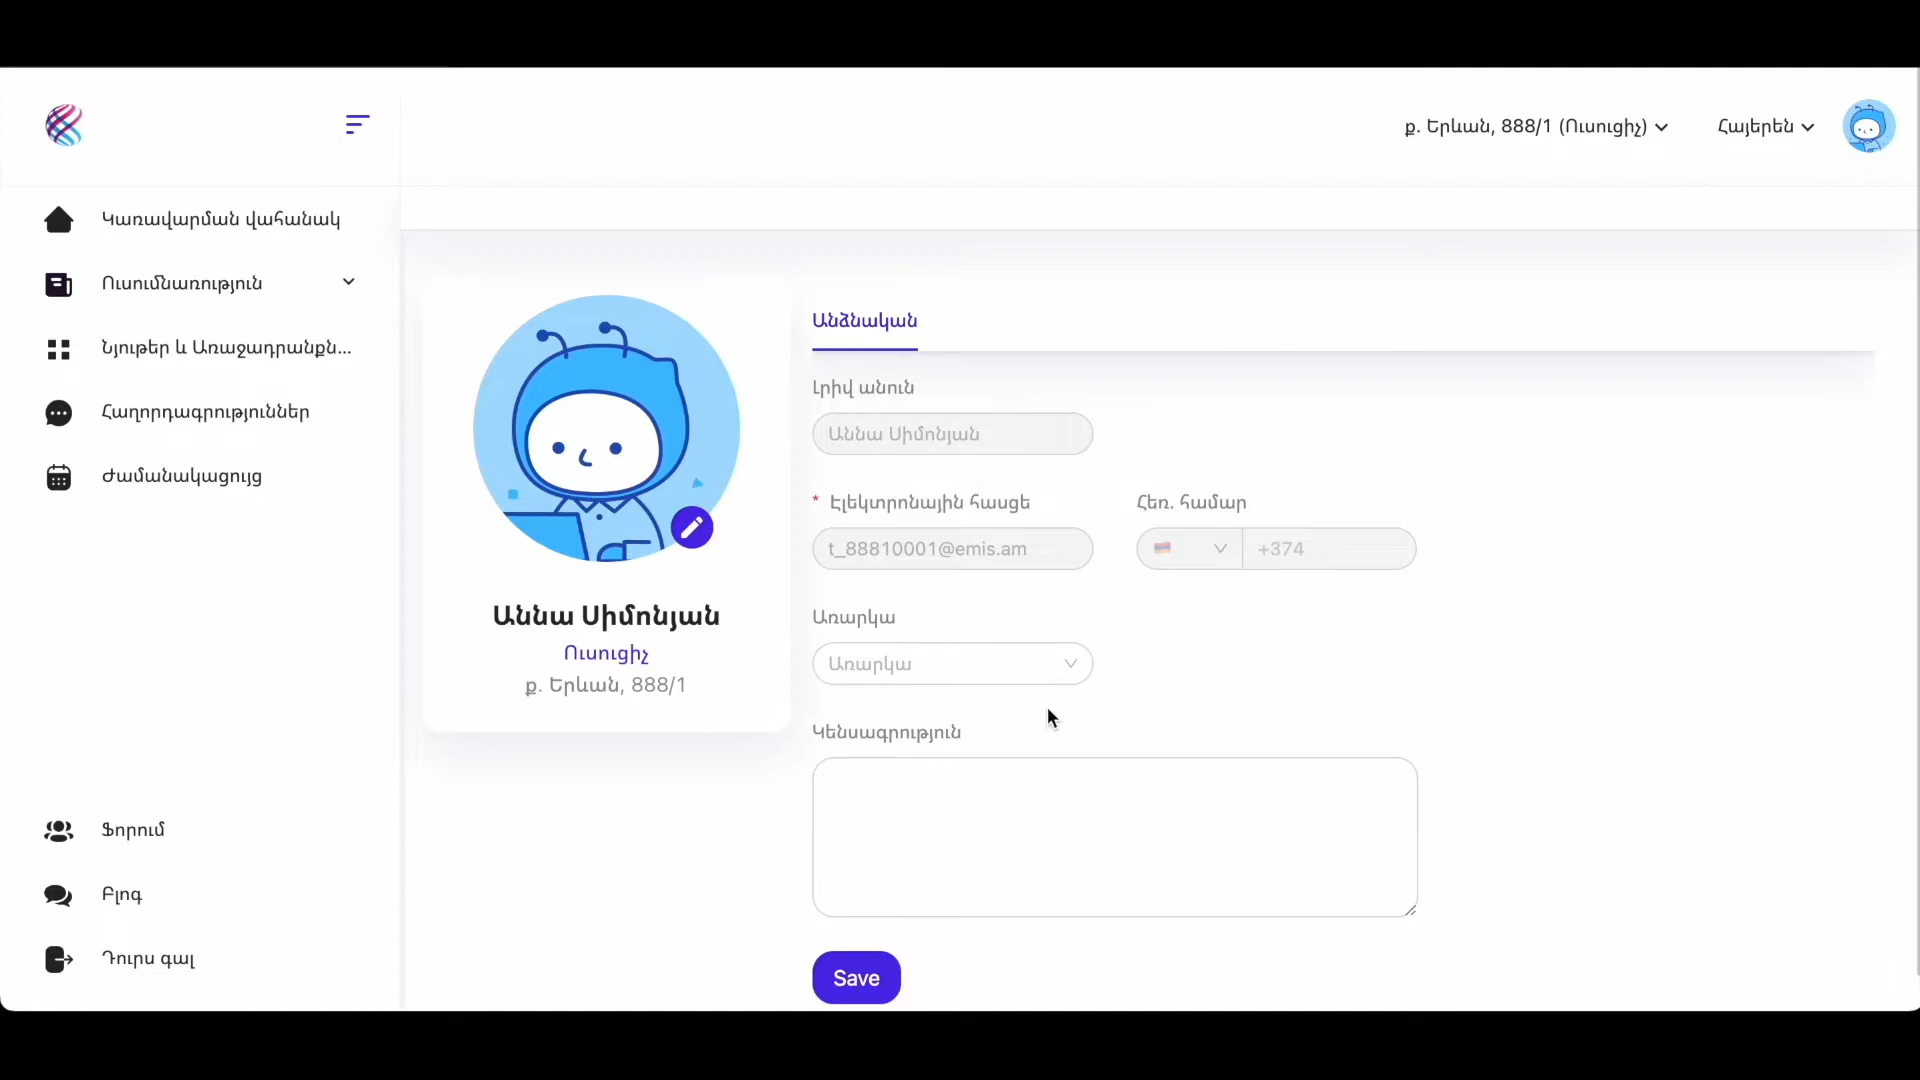 ք. Երևան, 888/1 (Ուսուցիչ)
Հայերեն
Կառավարման վահանակ
Ուսումնառություն
Նյութեր և Առաջադրանքն...
Հաղորդագրություններ
Ժամանակացույց
Ֆորում
Բլոգ
Դուրս գալ
Աննա Սիմոնյան
Ուսուցիչ
ք. Երևան, 888/1
Անձնական
Լրիվ անուն
Աննա Սիմոնյան
* Էլեկտրոնային հասցե
Հեռ. համար
t_88810001@emis.am
+374
Առարկա
Առարկա
Կենսագրություն
Save